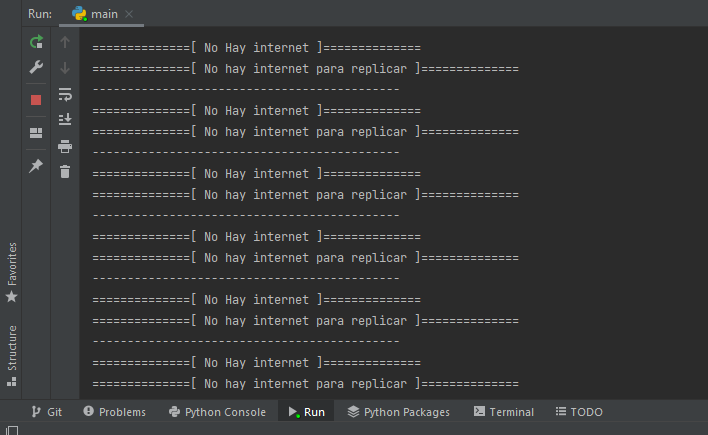 Run: main
==============[ No Hay internet ]==============
==============[ No hay internet para replicar ]==============
--------------------------------------------
==============[ No Hay internet ]==============
==============[ No hay internet para replicar ]==============
--------------------------------------------
==============[ No Hay internet ]==============
==============[ No hay internet para replicar ]==============
--------------------------------------------
==============[ No Hay internet ]==============
==============[ No hay internet para replicar ]==============
--------------------------------------------
==============[ No Hay internet ]==============
==============[ No hay internet para replicar ]==============
--------------------------------------------
==============[ No Hay internet ]==============
==============[ No hay internet para replicar ]==============
Favorites
Structure
Git Problems Python Console Run Python Packages Terminal TODO